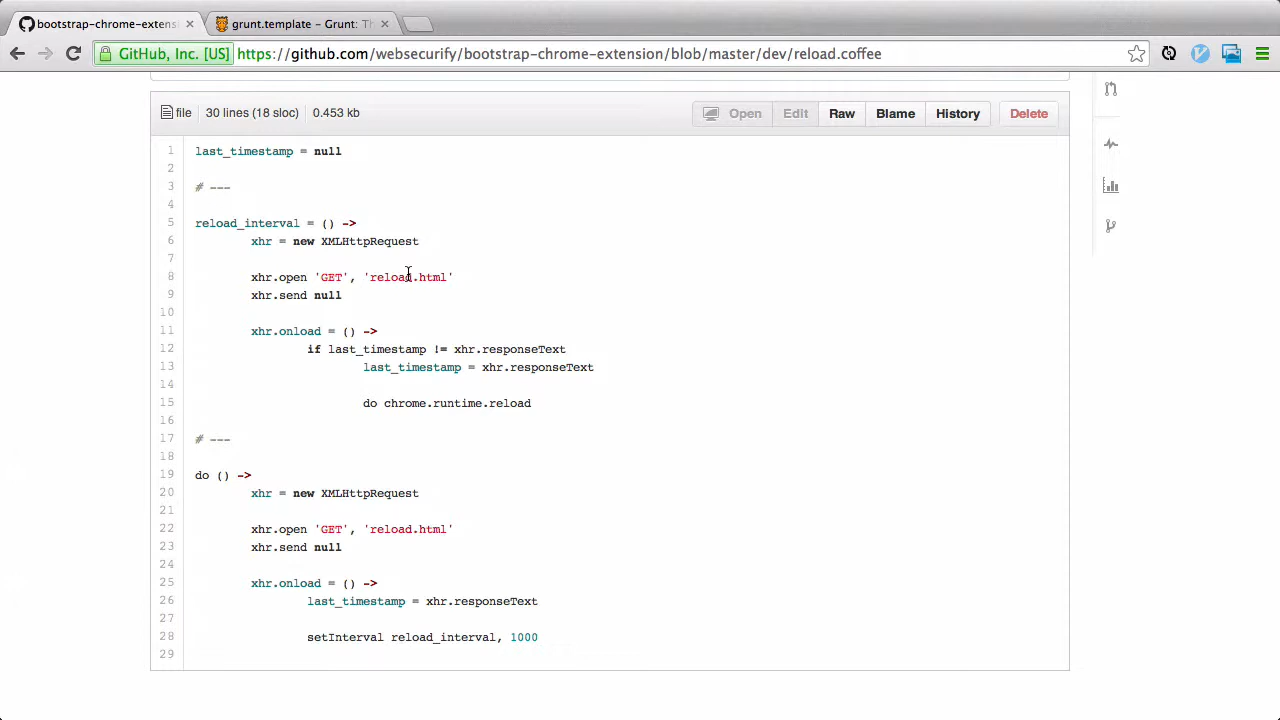 bootstrap-chrome-extens
grunt.template - Grunt: Th
GitHub, Inc. [US] https://github.com/websecurify/bootstrap-chrome-extension/blob/master/dev/reload.coffee
file 30 lines (18 sloc) 0.453 kb Open Edit Raw Blame History Delete
1 last_timestamp = null
2
3 # ---
4
5 reload_interval = () ->
6 xhr = new XMLHttpRequest
7
8 xhr.open 'GET', 'reload.html'
9 xhr.send null
10
11 xhr.onload = () ->
12 if last_timestamp != xhr.responseText
13 last_timestamp = xhr.responseText
14
15 do chrome.runtime.reload
16
17 # ---
18
19 do () ->
20 xhr = new XMLHttpRequest
21
22 xhr.open 'GET', 'reload.html'
23 xhr.send null
24
25 xhr.onload = () ->
26 last_timestamp = xhr.responseText
27
28 setInterval reload_interval, 1000
29